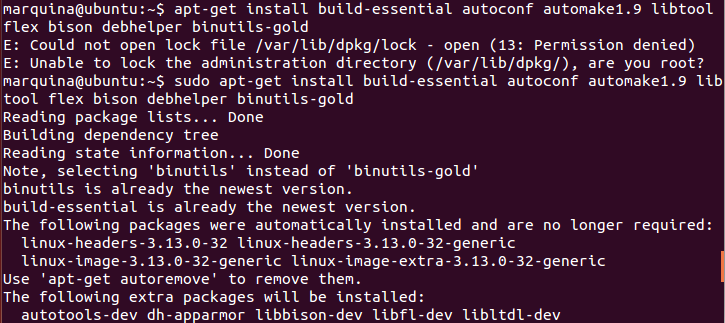 marquina@ubuntu:~$ apt-get install build-essential autoconf automake1.9 libtool
flex bison debhelper binutils-gold
E: Could not open lock file /var/lib/dpkg/lock - open (13: Permission denied)
E: Unable to lock the administration directory (/var/lib/dpkg/), are you root?
marquina@ubuntu:~$ sudo apt-get install build-essential autoconf automake1.9 lib
tool flex bison debhelper binutils-gold
Reading package lists... Done
Building dependency tree
Reading state information... Done
Note, selecting 'binutils' instead of 'binutils-gold'
binutils is already the newest version.
build-essential is already the newest version.
The following packages were automatically installed and are no longer required:
  linux-headers-3.13.0-32 linux-headers-3.13.0-32-generic
  linux-image-3.13.0-32-generic linux-image-extra-3.13.0-32-generic
Use 'apt-get autoremove' to remove them.
The following extra packages will be installed:
  autotools-dev dh-apparmor libbison-dev libfl-dev libltdl-dev